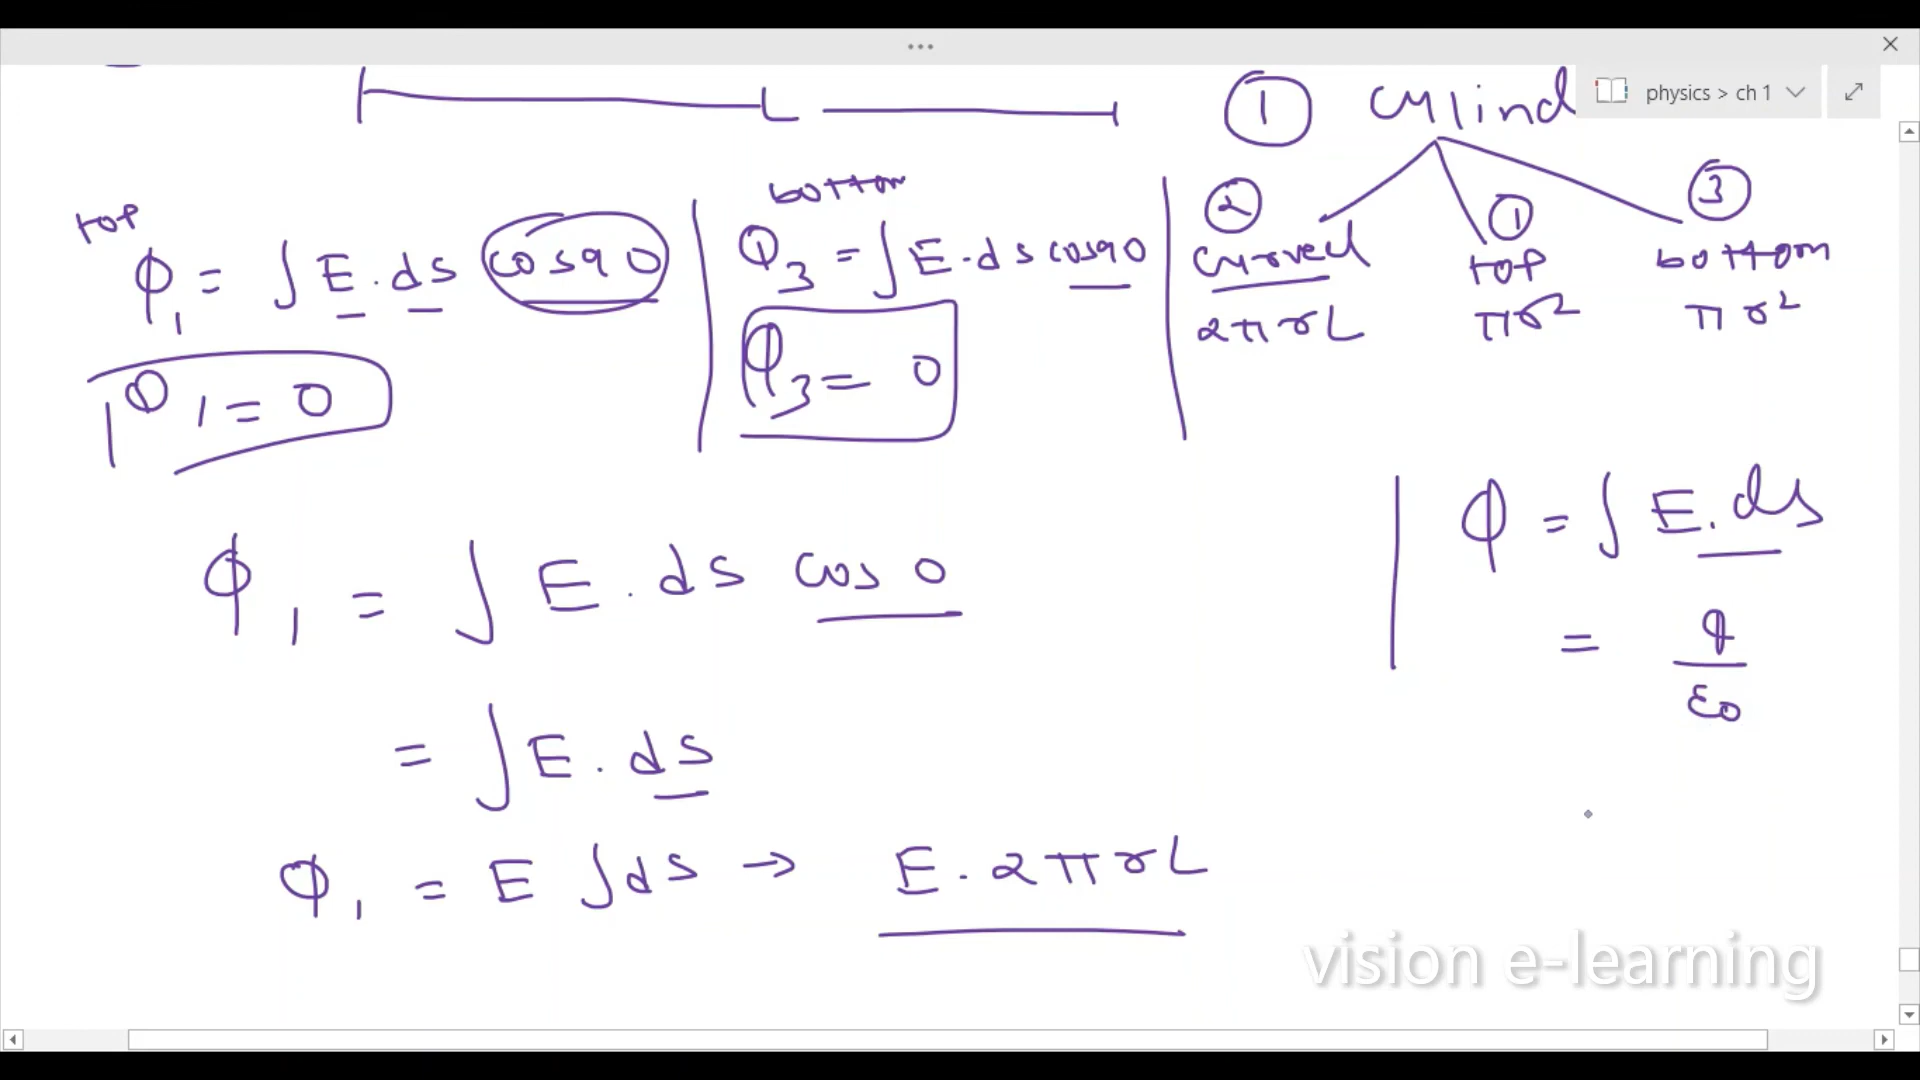 physics > ch 1
L
① cylind
top
ϕ₁ = ∫ E . ds cos90
ϕ₁ = 0
bottom
ϕ₃ = ∫ E . ds cos90
ϕ₃ = 0
② ① ③
curved top bottom
2πrL πr² πr²
ϕ₁ = ∫ E . ds cos 0
= ∫ E . ds
ϕ₁ = E ∫ ds → E . 2πrL
ϕ = ∫ E . ds
= q/ε0
vision e-learning